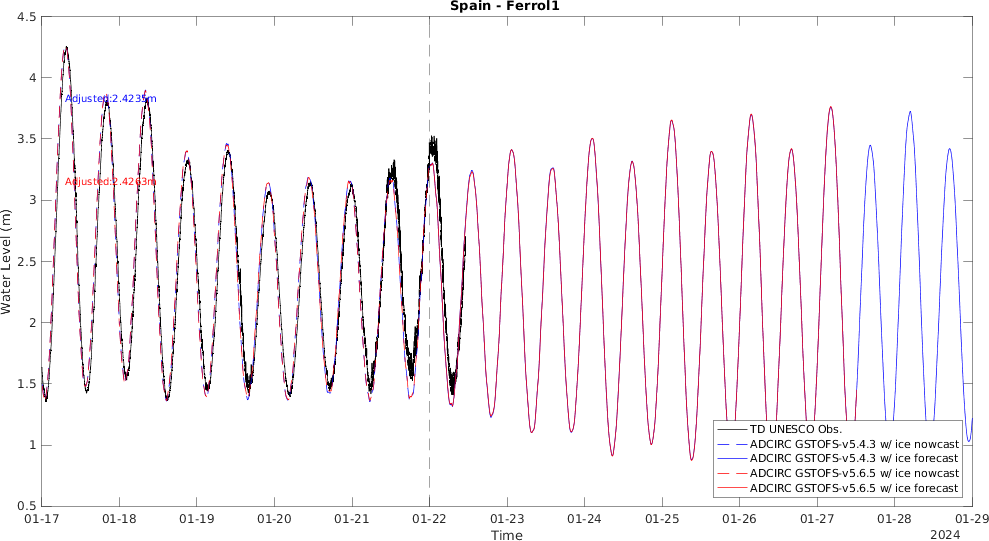 Spain - Ferrol1
4.5
4
3.5
3
2.5
2
1.5
1
0.5
Water Level (m)
Adjusted:2.4235m
Adjusted:2.4263m
TD UNESCO Obs.
ADCIRC GSTOFS-v5.4.3 w/ ice nowcast
ADCIRC GSTOFS-v5.4.3 w/ ice forecast
ADCIRC GSTOFS-v5.6.5 w/ ice nowcast
ADCIRC GSTOFS-v5.6.5 w/ ice forecast
01-17 01-18 01-19 01-20 01-21 01-22 01-23 01-24 01-25 01-26 01-27 01-28 01-29
Time
2024